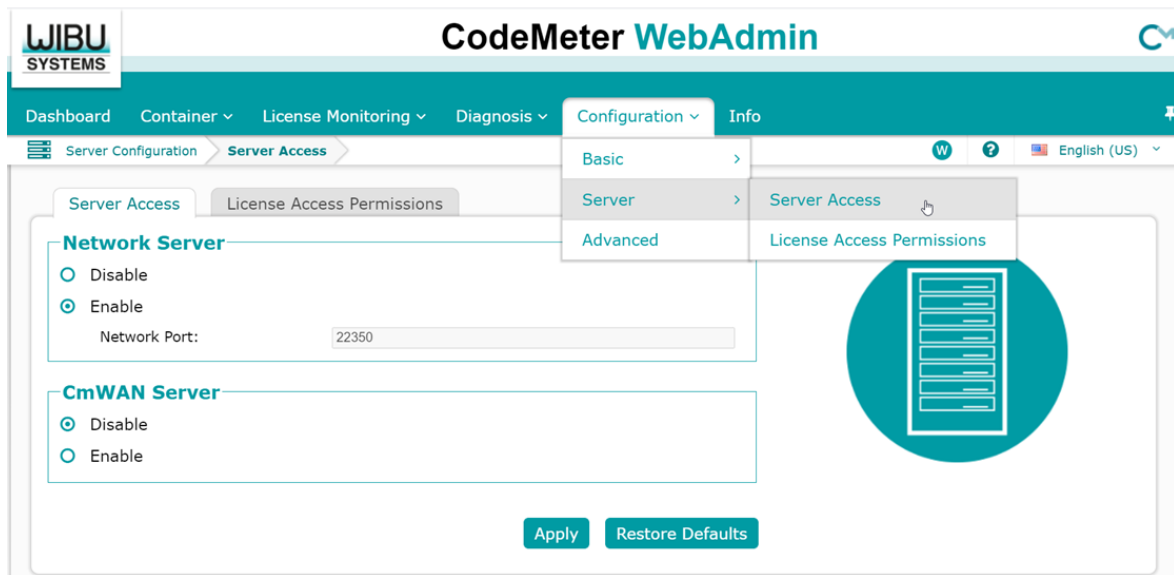 WIBU
SYSTEMS
CodeMeter WebAdmin
Dashboard Container License Monitoring Diagnosis Configuration Info
Server Configuration Server Access
W ? English (US)
Basic
Server
Advanced
Server Access
License Access Permissions
Server Access License Access Permissions
Network Server
Disable
Enable
Network Port: 22350
CmWAN Server
Disable
Enable
Apply Restore Defaults